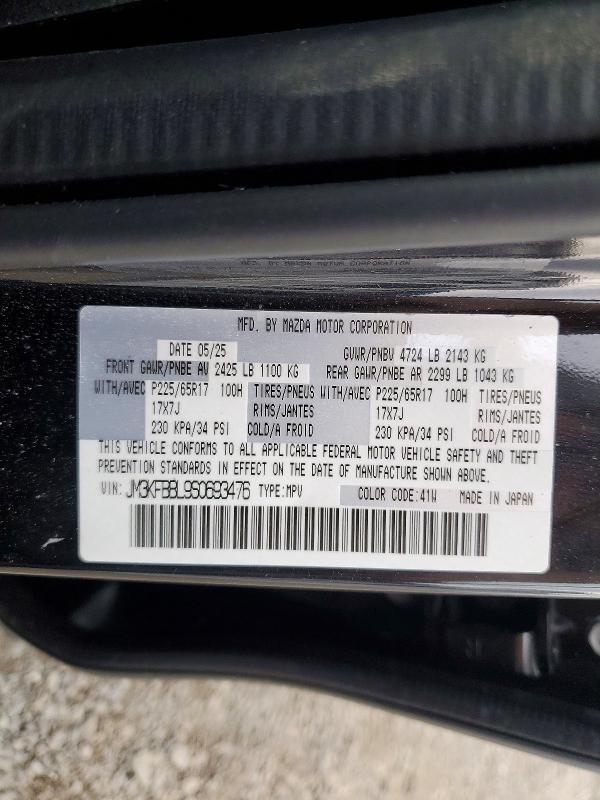 MFD. BY MAZDA MOTOR CORPORATION
DATE 05/25 GVWR/PNBV 4724 LB 2143 KG
FRONT GAWR/PNBE AV 2425 LB 1100 KG REAR GAWR/PNBE AR 2299 LB 1043 KG
WITH/AVEC P225/65R17 100H TIRES/PNEUS WITH/AVEC P225/65R17 100H TIRES/PNEUS
17X7J RIMS/JANTES 17X7J RIMS/JANTES
230 KPA/34 PSI COLD/A FROID 230 KPA/34 PSI COLD/A FROID
THIS VEHICLE CONFORMS TO ALL APPLICABLE FEDERAL MOTOR VEHICLE SAFETY AND THEFT
PREVENTION STANDARDS IN EFFECT ON THE DATE OF MANUFACTURE SHOWN ABOVE.
VIN: JM3KFBBL9S0693476 TYPE:MPV COLOR CODE:41W MADE IN JAPAN